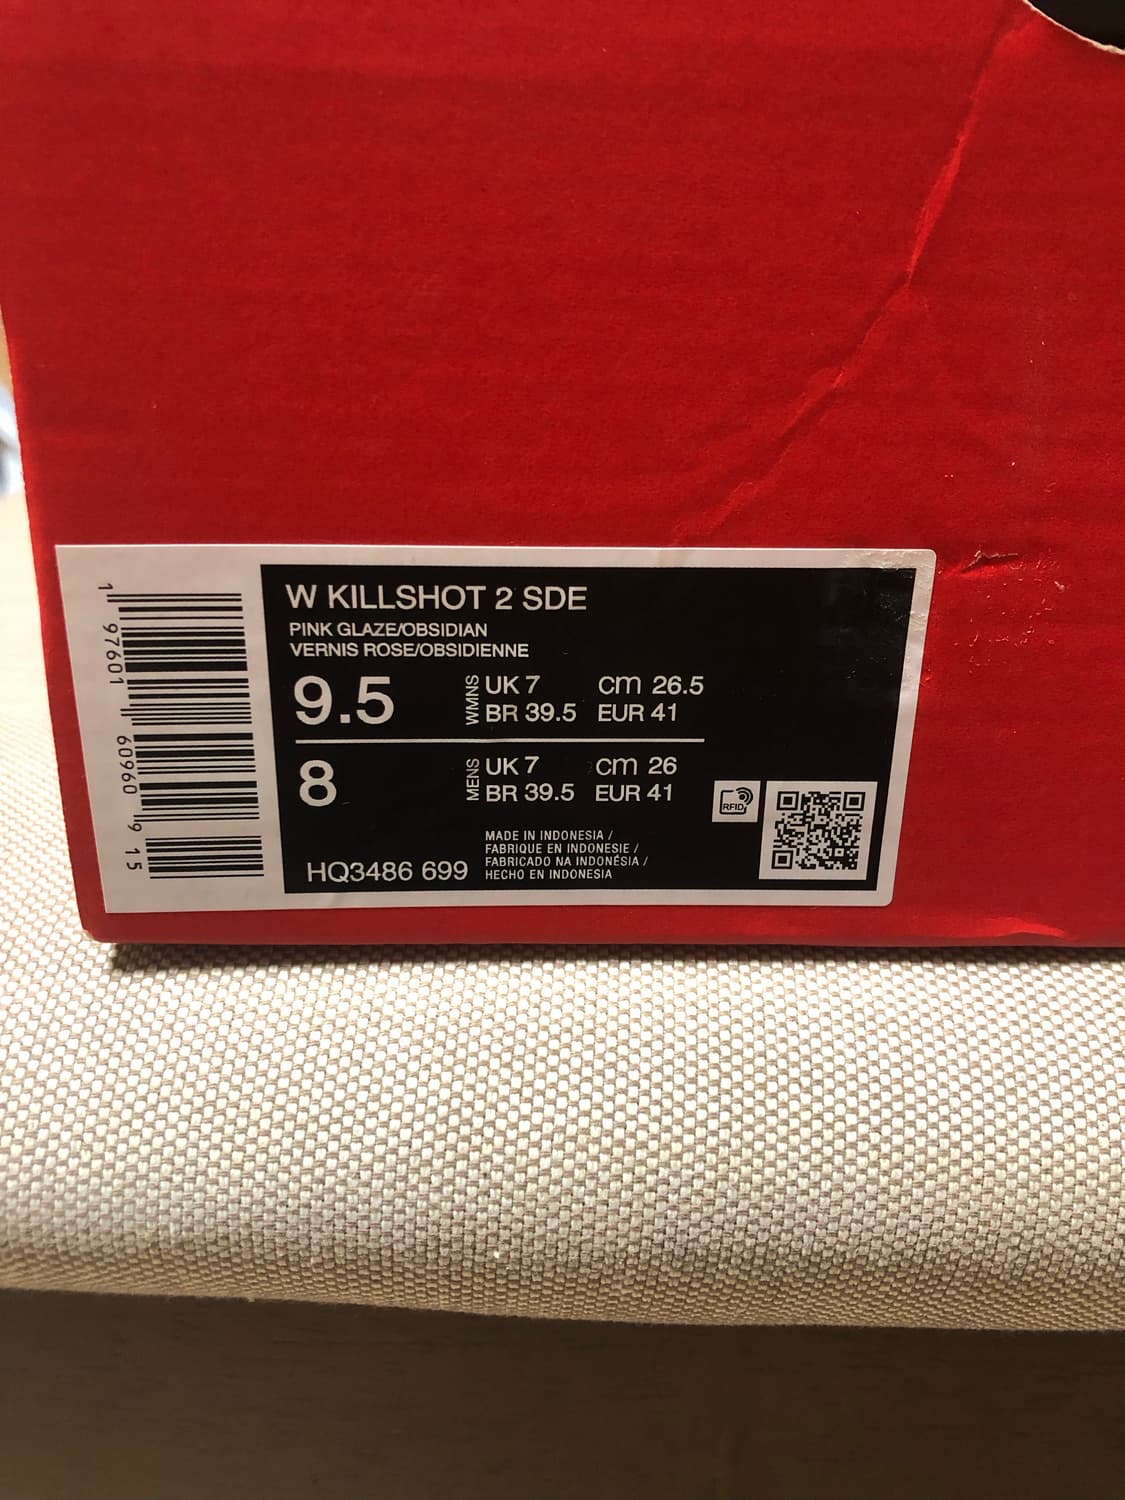 W KILLSHOT 2 SDE
PINK GLAZE/OBSIDIAN
VERNIS ROSE/OBSIDIENNE
9.5 WMNS UK 7 cm 26.5
BR 39.5 EUR 41
8 MENS UK 7 cm 26
BR 39.5 EUR 41
RFID
MADE IN INDONESIA /
FABRIQUE EN INDONESIE /
FABRICADO NA INDONÉSIA /
HECHO EN INDONESIA
HQ3486 699
1 97601 60960 9 15